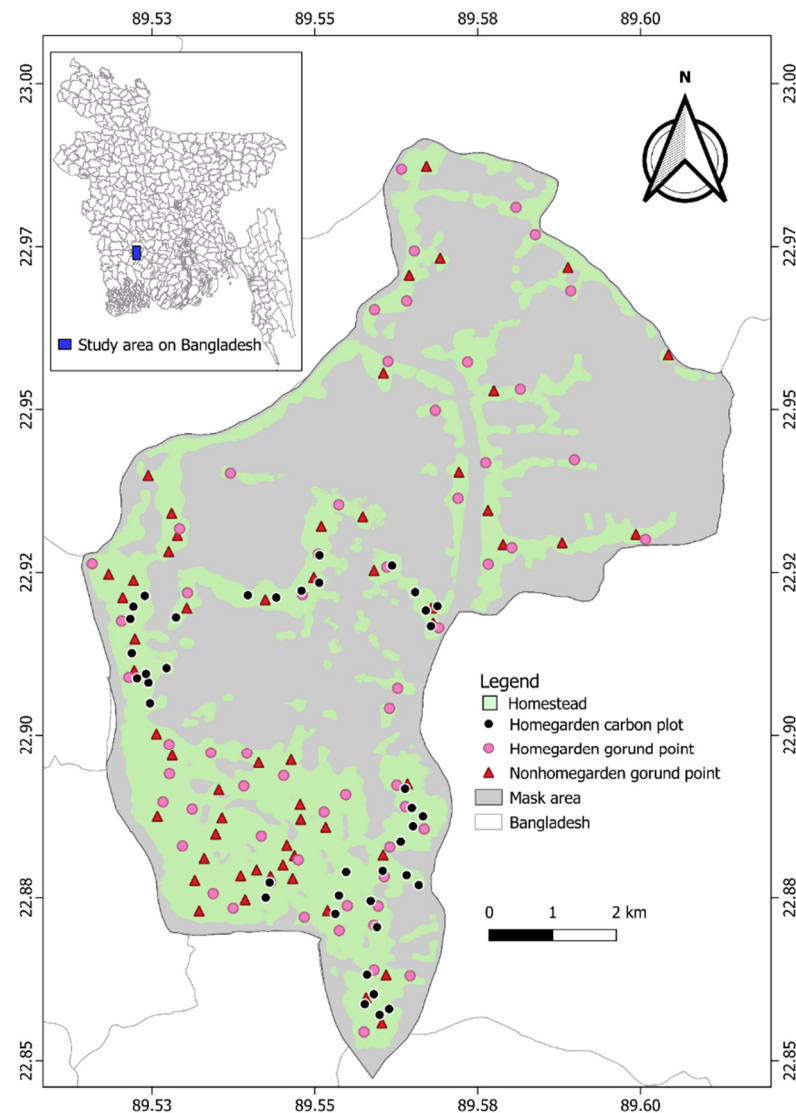 89.53 89.55 89.58 89.60
23.00
N
22.97
Study area on Bangladesh
22.95
22.92
Legend
Homestead
Homegarden carbon plot
Homegarden gorund point
Nonhomegarden gorund point
Mask area
Bangladesh
22.90
22.88
0 1 2 km
22.85
23.00
22.97
22.95
22.92
22.90
22.88
22.85
89.53 89.55 89.58 89.60